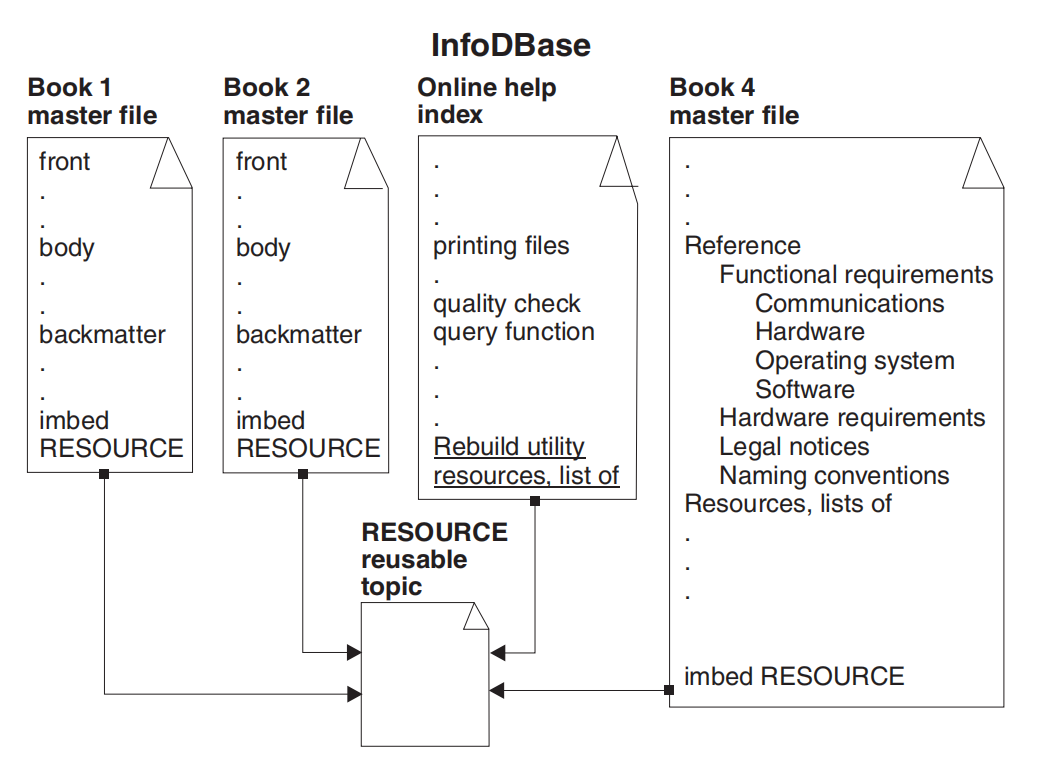 InfoDBase
Book 1
master file
front
.
.
body
.
.
backmatter
.
.
imbed
RESOURCE
Book 2
master file
front
.
.
body
.
.
backmatter
.
.
imbed
RESOURCE
Online help
index
.
.
.
printing files
.
quality check
query function
.
.
.
Rebuild utility
resources, list of
Book 4
master file
.
.
.
Reference
Functional requirements
Communications
Hardware
Operating system
Software
Hardware requirements
Legal notices
Naming conventions
Resources, lists of
.
.
.
imbed RESOURCE
RESOURCE
reusable
topic